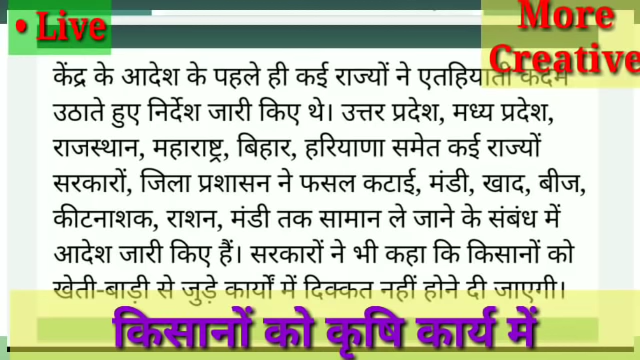 • Live
More
Creative
केंद्र के आदेश के पहले ही कई राज्यों ने एतहियाती कदम
उठाते हुए निर्देश जारी किए थे। उत्तर प्रदेश, मध्य प्रदेश,
राजस्थान, महाराष्ट्र, बिहार, हरियाणा समेत कई राज्यों
सरकारों, जिला प्रशासन ने फसल कटाई, मंडी, खाद, बीज,
कीटनाशक, राशन, मंडी तक सामान ले जाने के संबंध में
आदेश जारी किए हैं। सरकारों ने भी कहा कि किसानों को
खेती-बाड़ी से जुड़े कार्यों में दिक्कत नहीं होने दी जाएगी।
किसानों को कृषि कार्य में